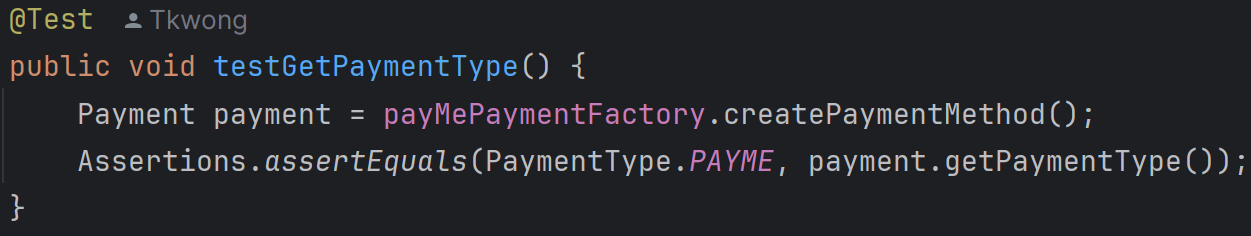 @Test Tkwong
public void testGetPaymentType() {
Payment payment = payMePaymentFactory.createPaymentMethod();
Assertions.assertEquals(PaymentType.PAYME, payment.getPaymentType());
}